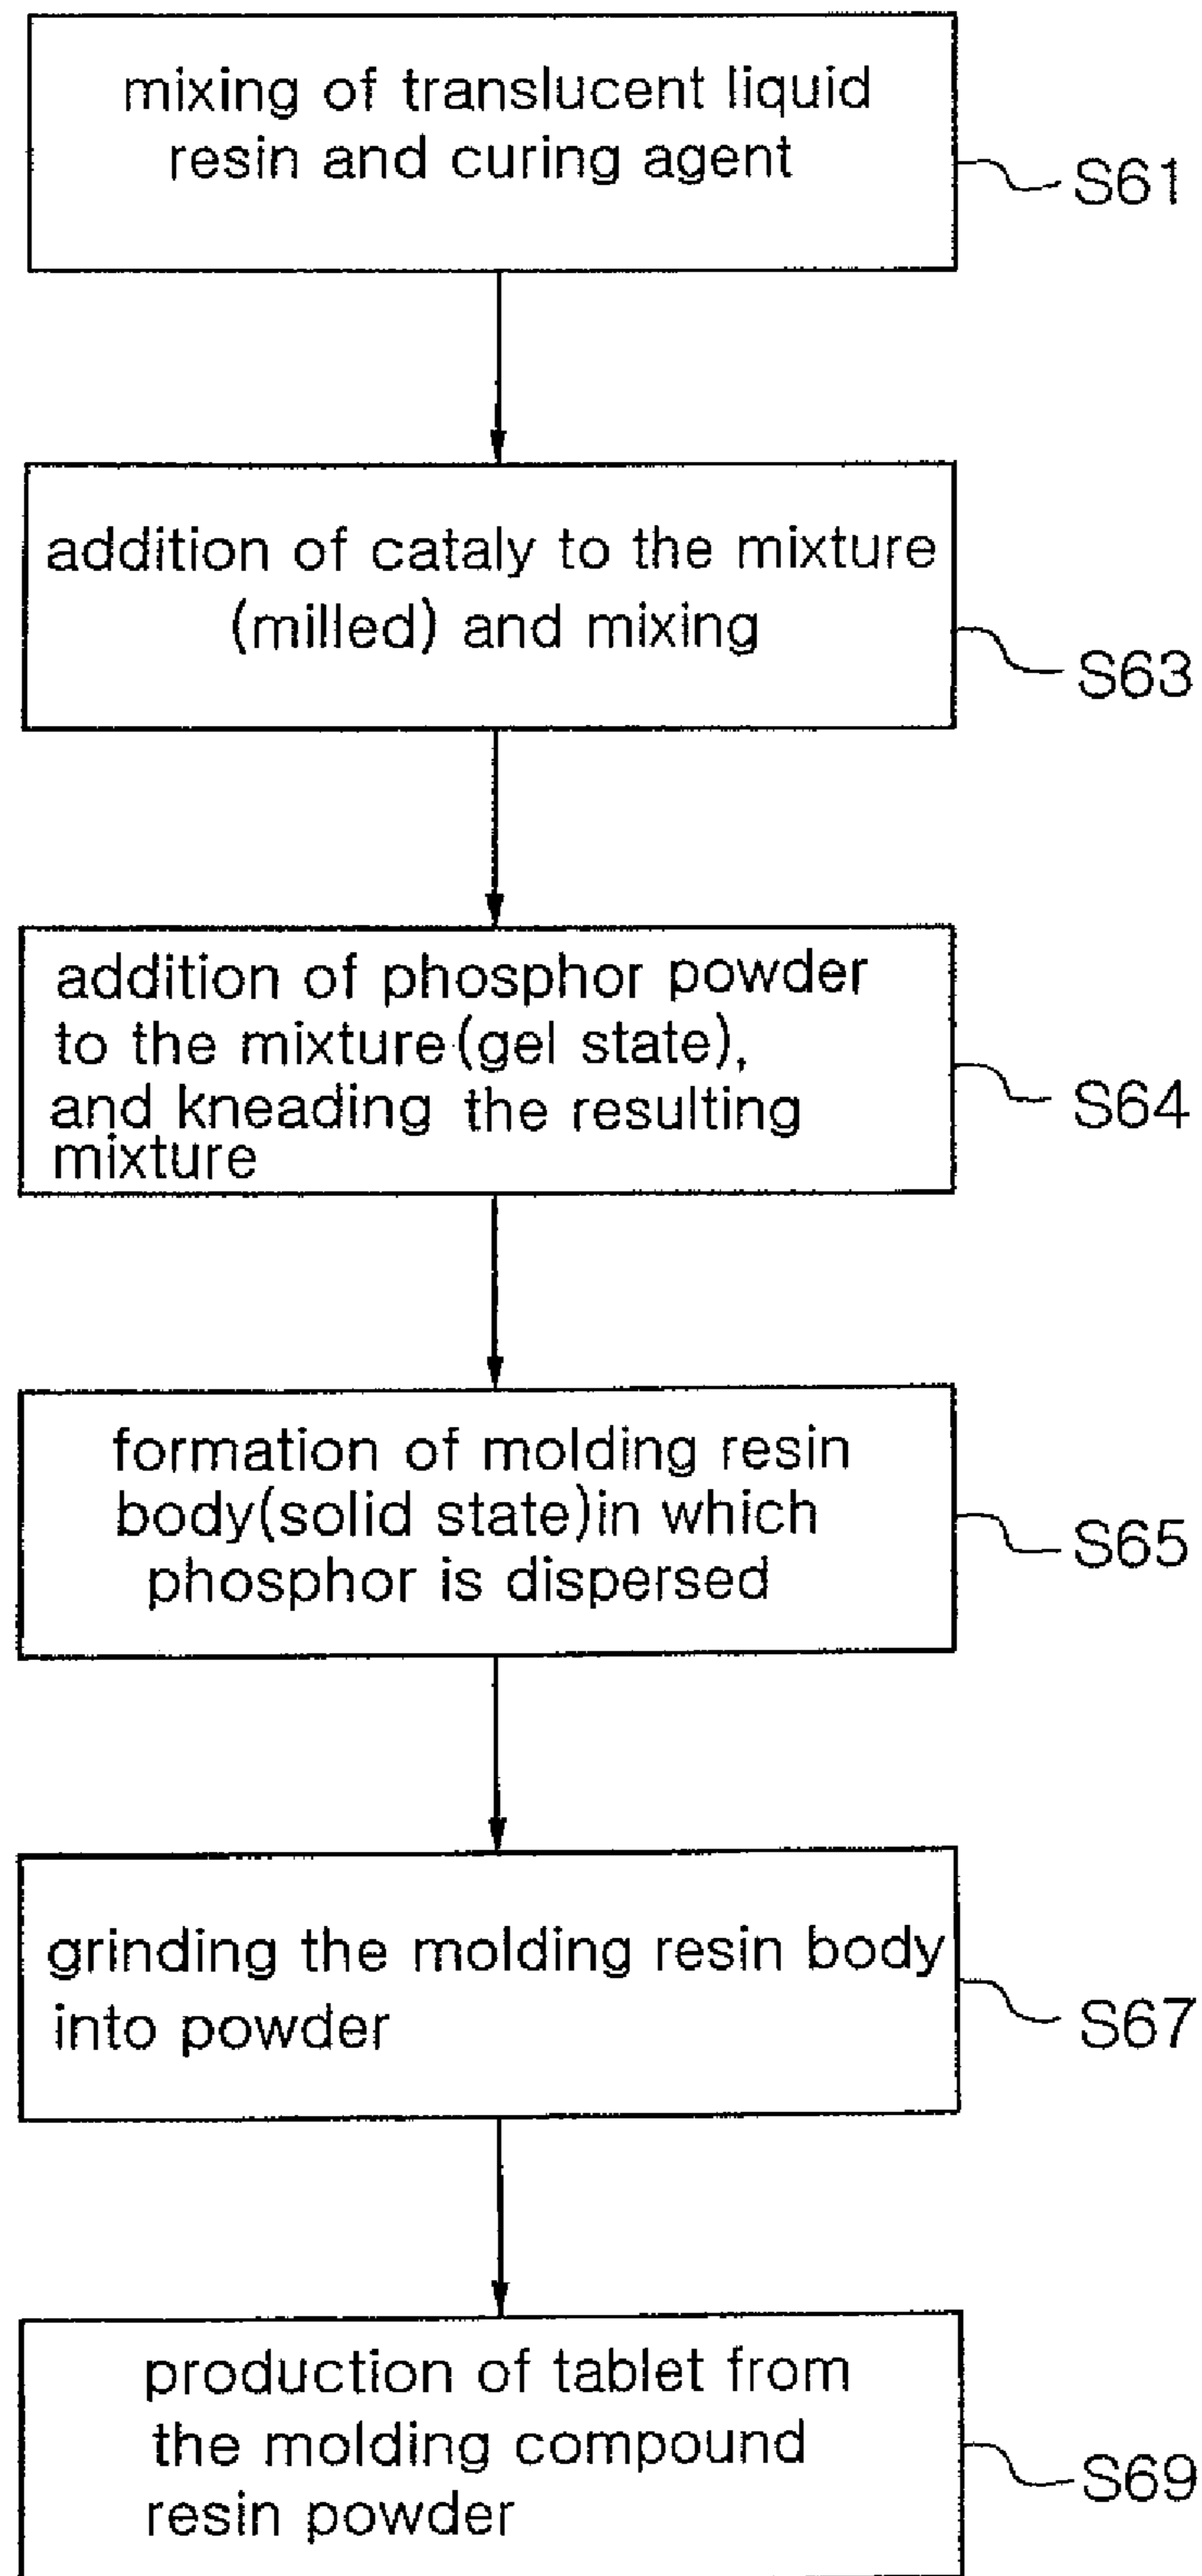 mixing of translucent liquid
resin and curing agent
S61
addition of cataly to the mixture
(milled) and mixing
S63
addition of phosphor powder
to the mixture(gel state),
and kneading the resulting
mixture
S64
formation of molding resin
body(solid state)in which
phosphor is dispersed
S65
grinding the molding resin body
into powder
S67
production of tablet from
the molding compound
resin powder
S69